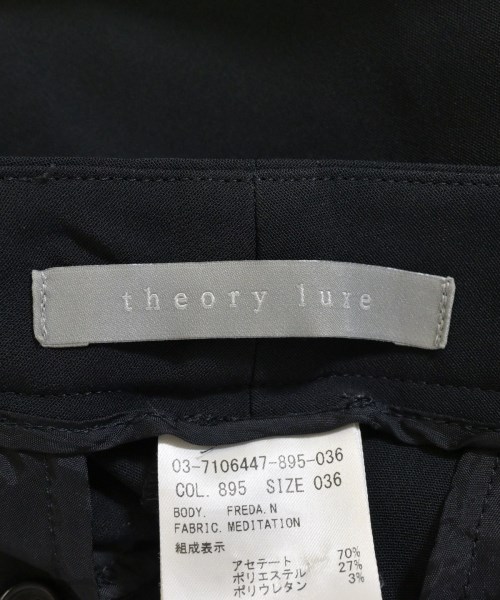 theory luxe
03-7106447-895-036
COL. 895 SIZE 036
BODY. FREDA.N
FABRIC. MEDITATION
組成表示
アセテート 70%
ポリエステル 27%
ポリウレタン 3%